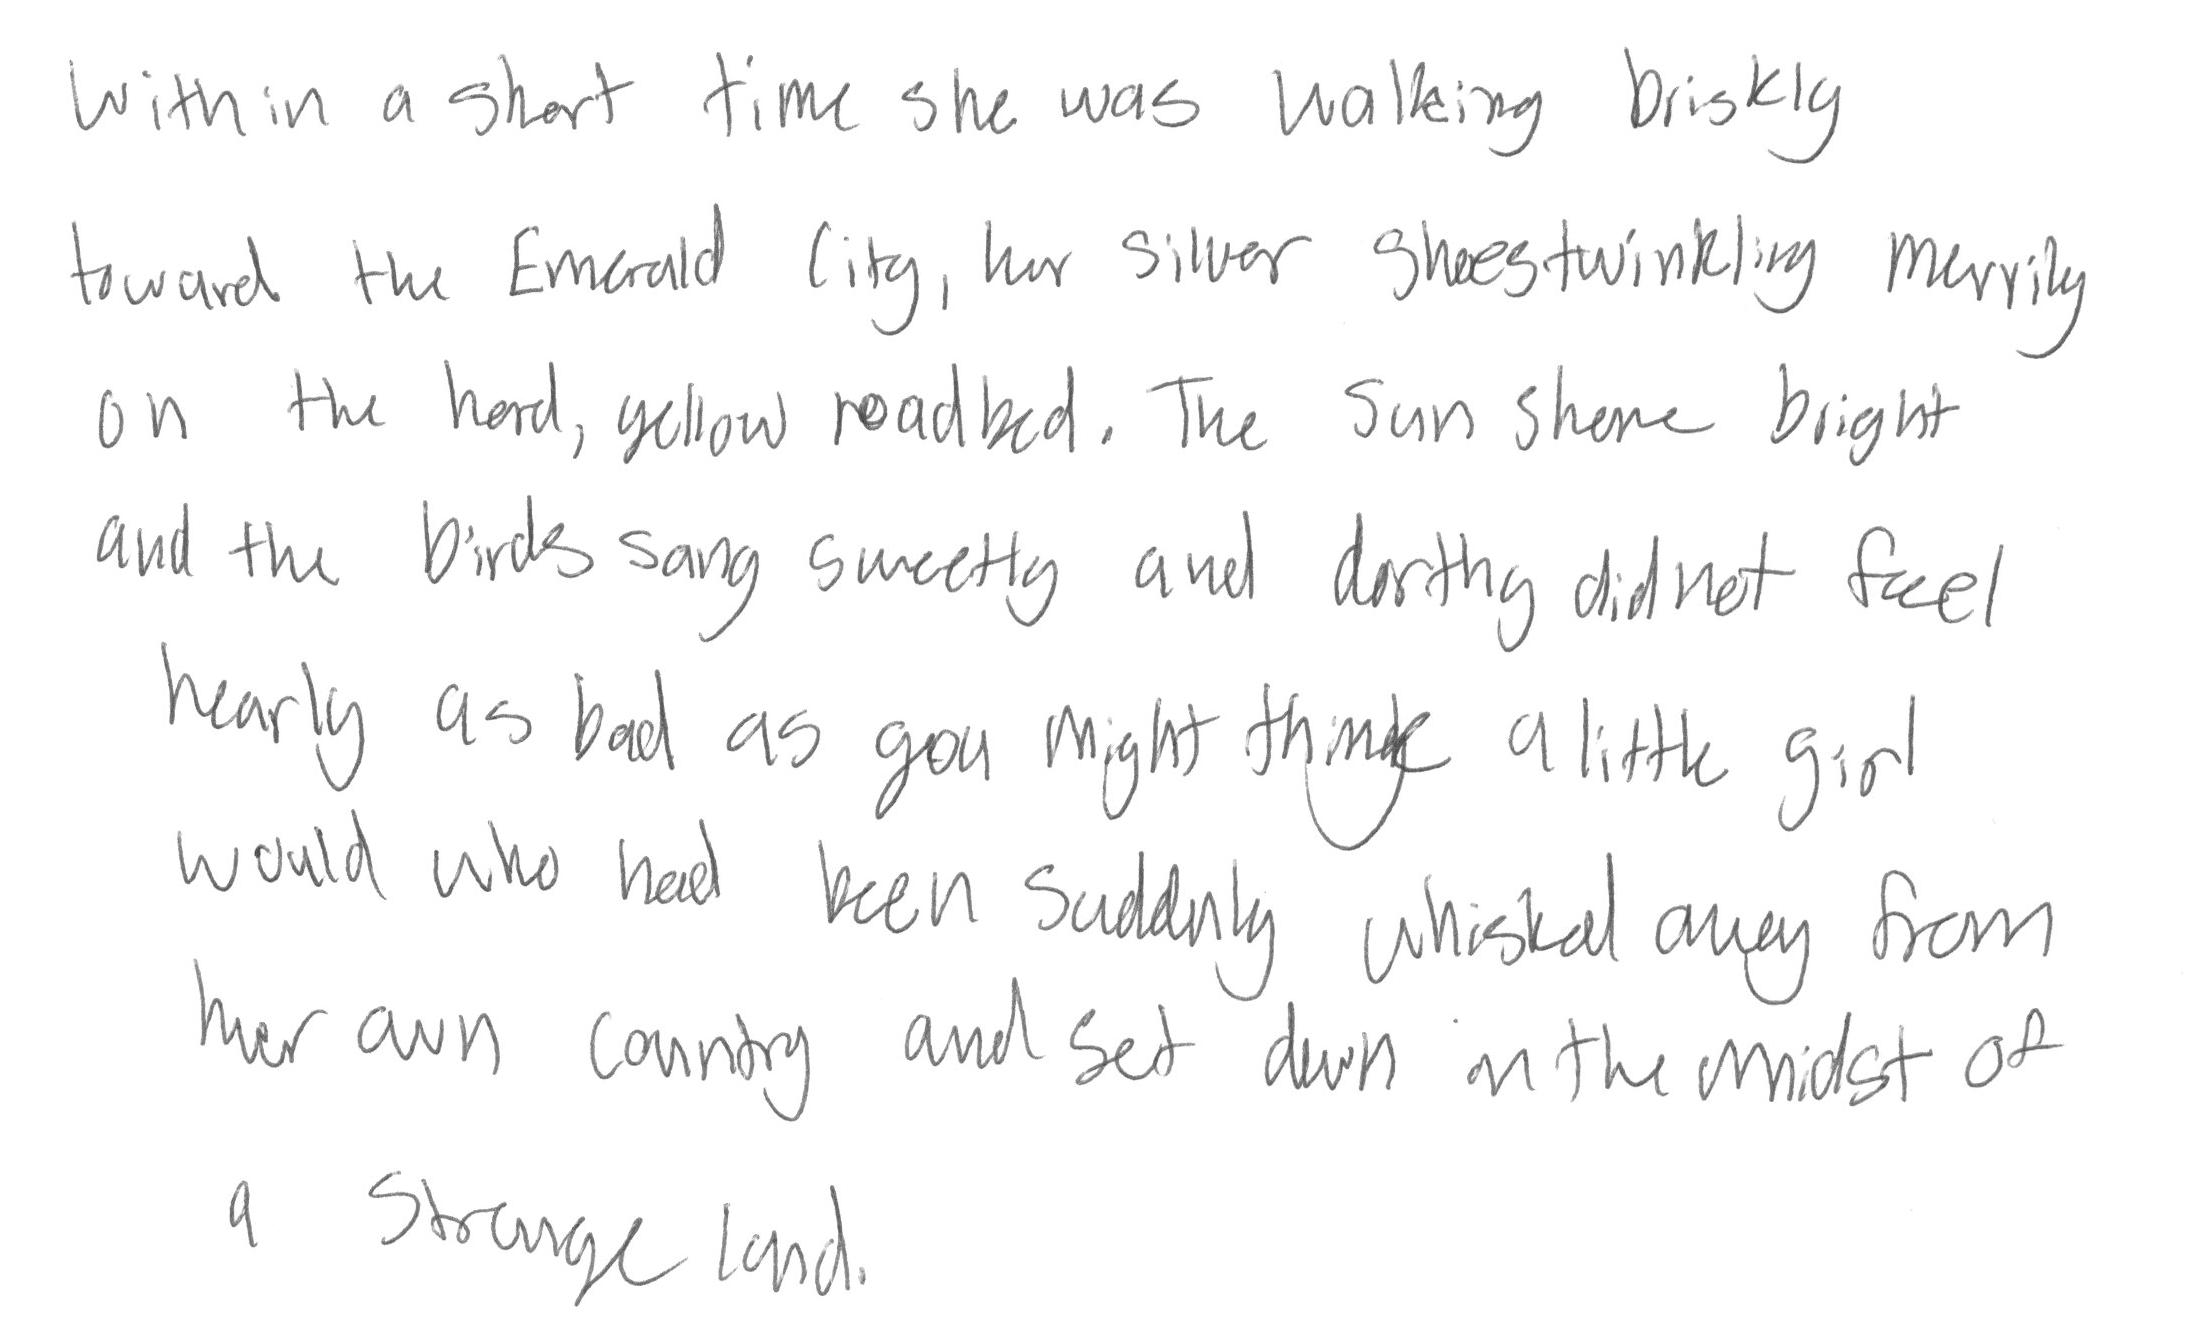 Within a short time she was walking briskly
toward the Emerald City, her silver shoes twinkling merrily
on the hard, yellow roadbed. The sun shone bright
and the birds sang sweetly and dorthy did not feel
nearly as bad as you might think a little girl
would who had been suddenly whisked away from
her own country and set down in the midst of
a strange land.